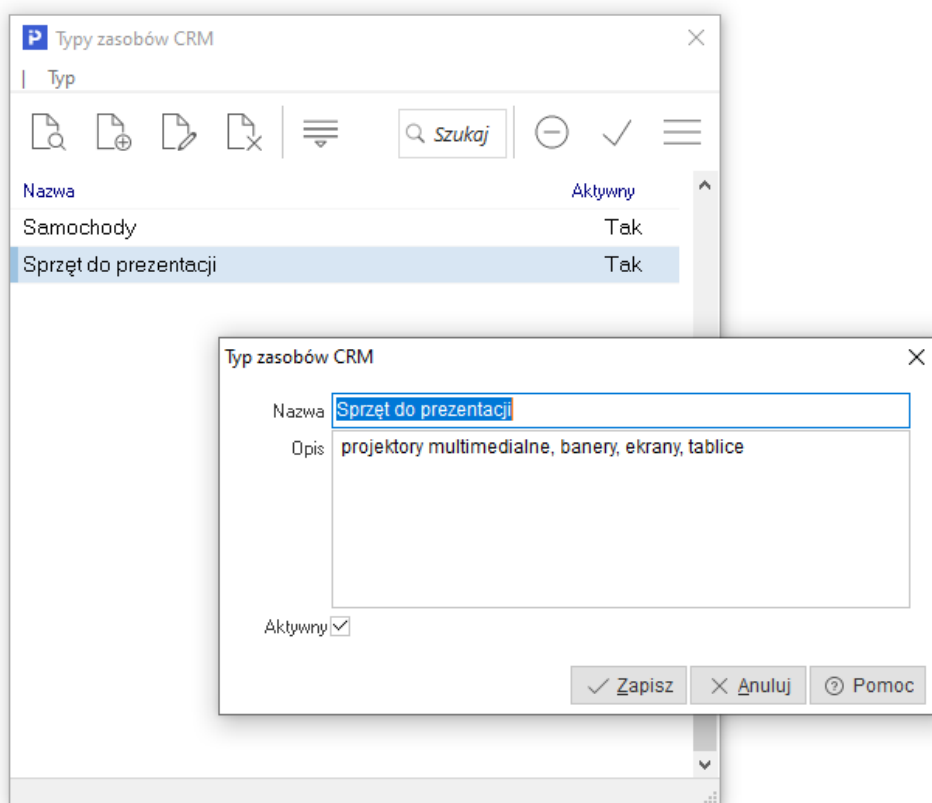 Typy zasobów CRM
Typ
Szukaj
Nazwa Aktywny
Samochody Tak
Sprzęt do prezentacji Tak
Typ zasobów CRM
Nazwa Sprzęt do prezentacji
Opis projektory multimedialne, banery, ekrany, tablice
Aktywny
Zapisz Anuluj Pomoc